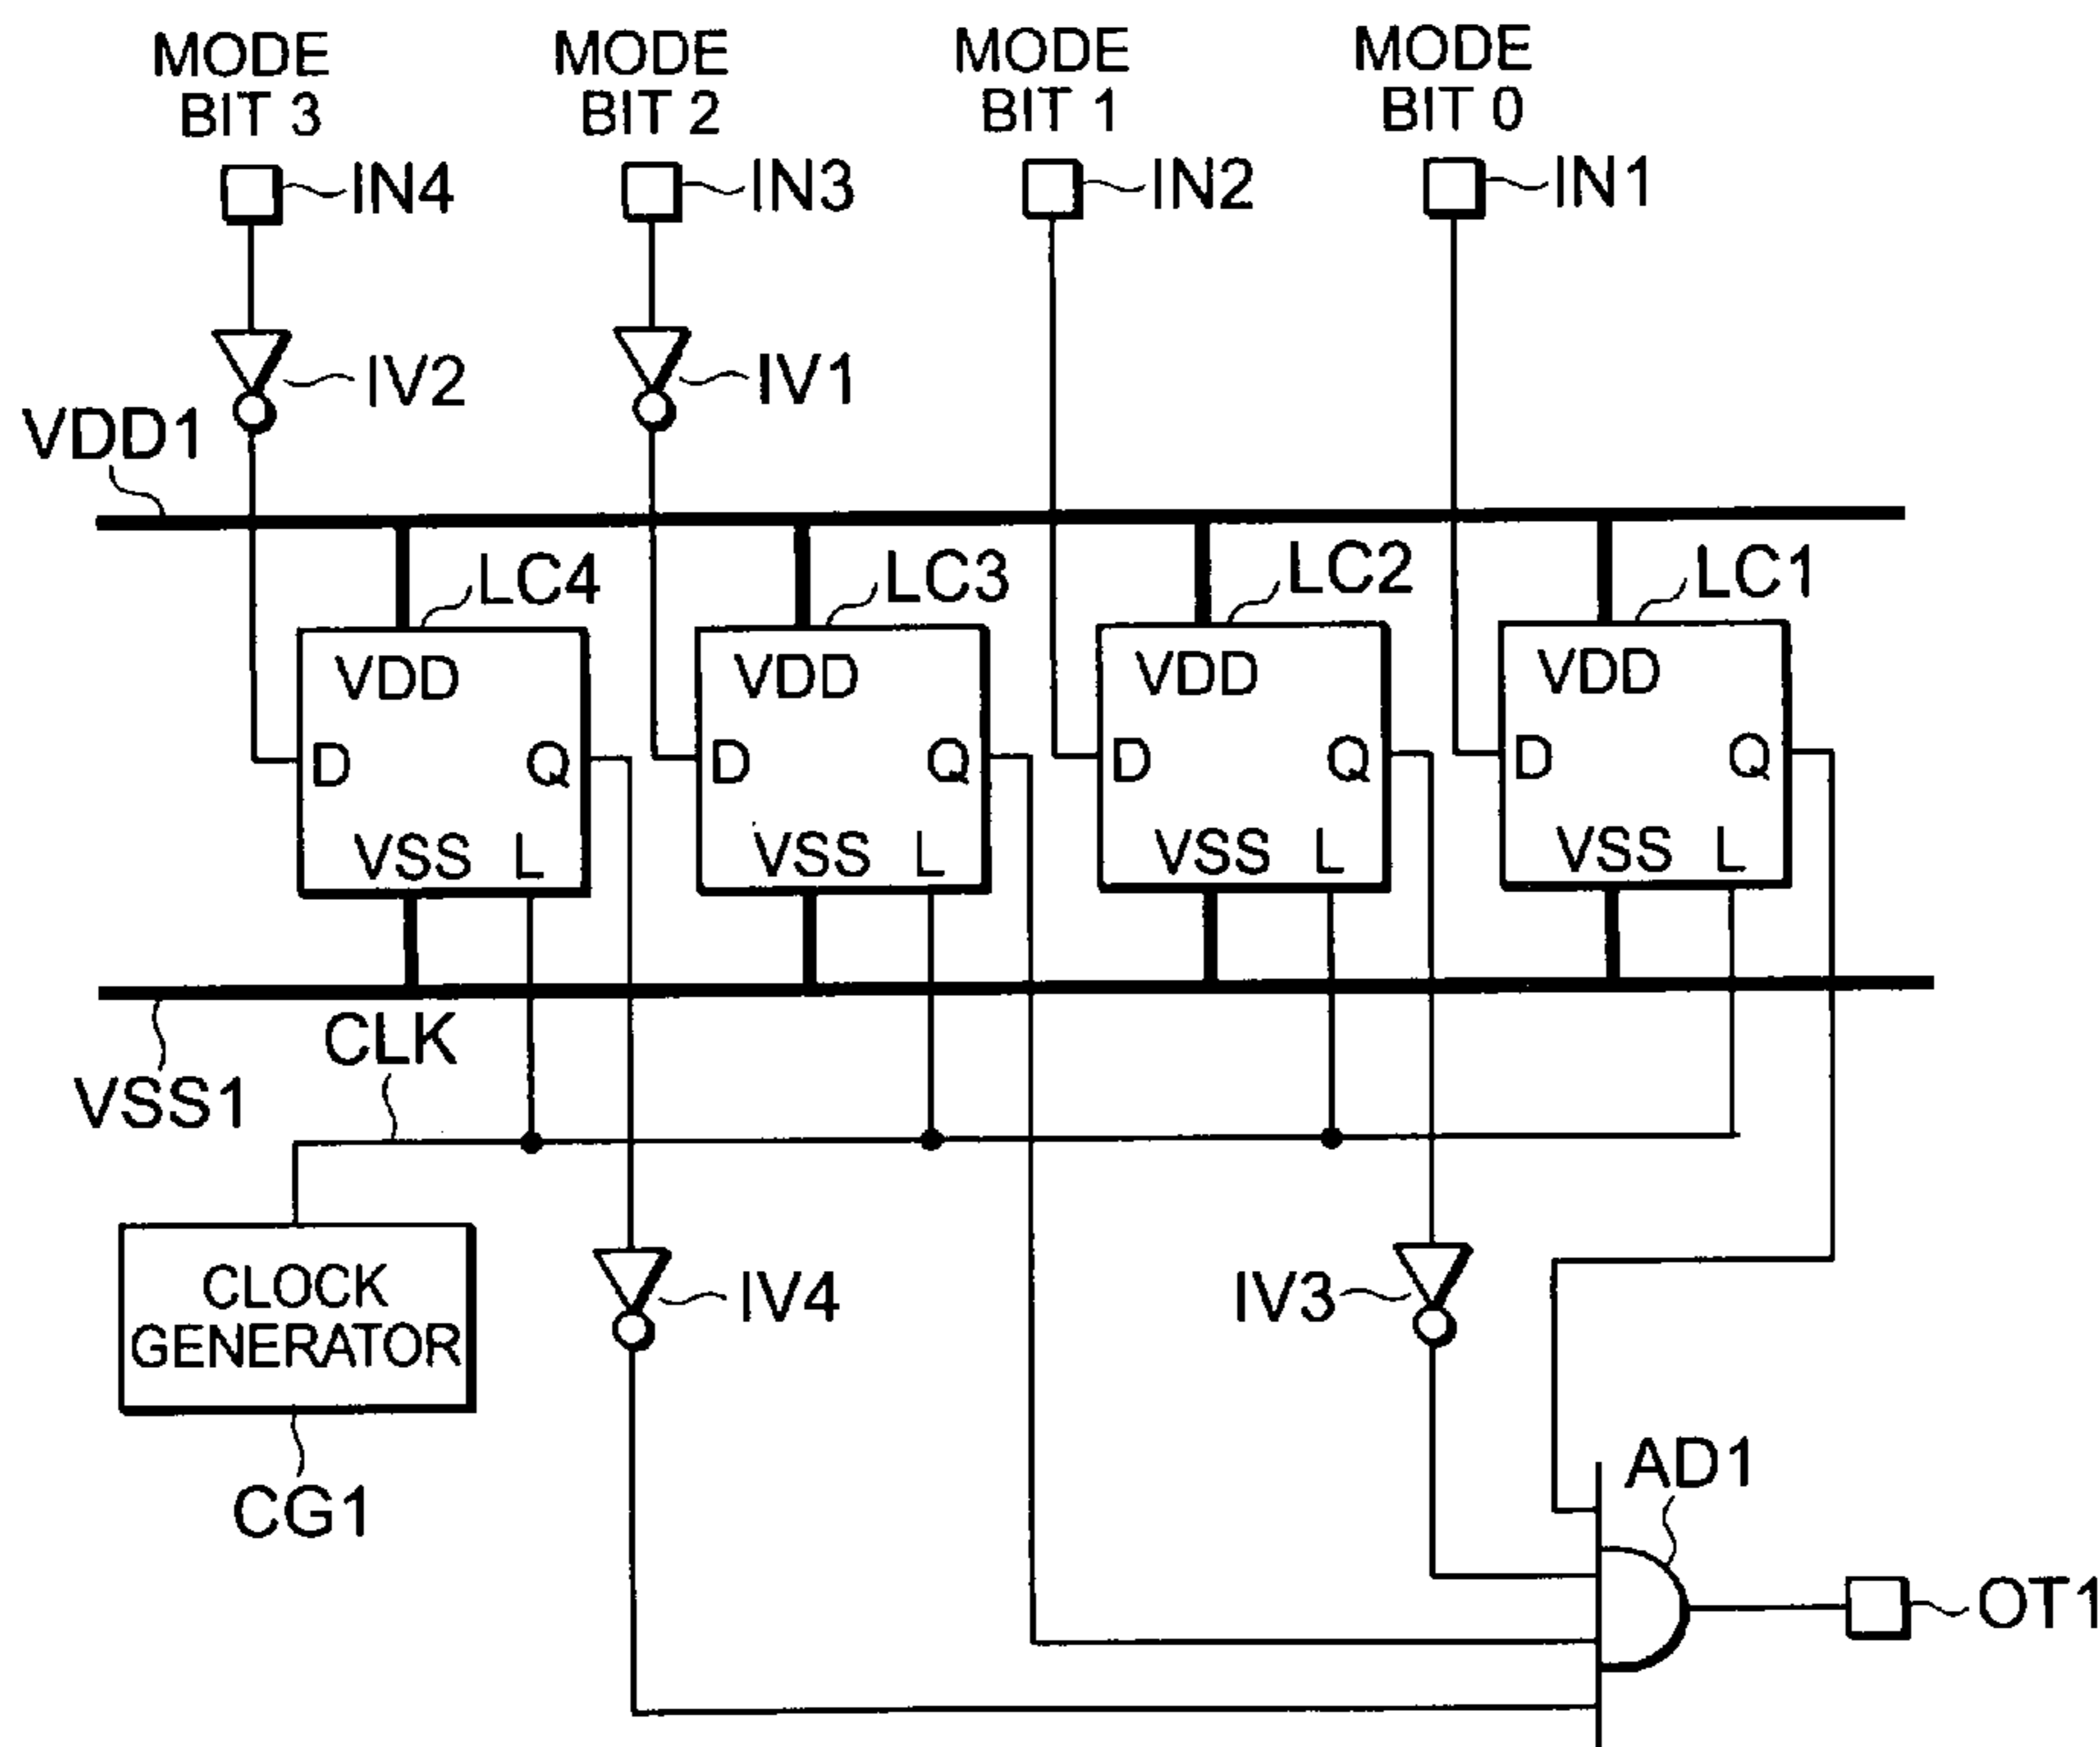 MODE
BIT 3
MODE
BIT 2
MODE
BIT 1
MODE
BIT 0
IN4
IN3
IN2
IN1
IV2
IV1
VDD1
LC4
LC3
LC2
LC1
VDD
D
Q
VSS
L
VDD
D
Q
VSS
L
VDD
D
Q
VSS
L
VDD
D
Q
VSS
L
VSS1
CLK
CLOCK
GENERATOR
CG1
IV4
IV3
AD1
OT1